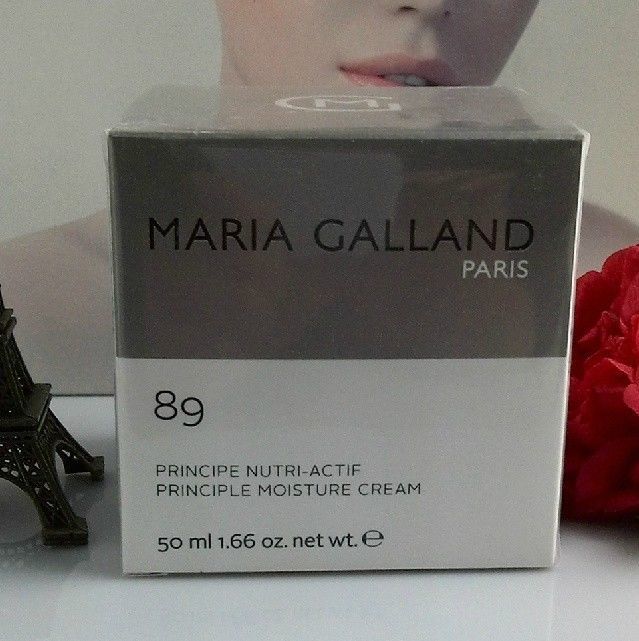 M
MARIA GALLAND
PARIS
89
PRINCIPE NUTRI-ACTIF
PRINCIPLE MOISTURE CREAM
50 ml 1.66 oz. net wt. ℮